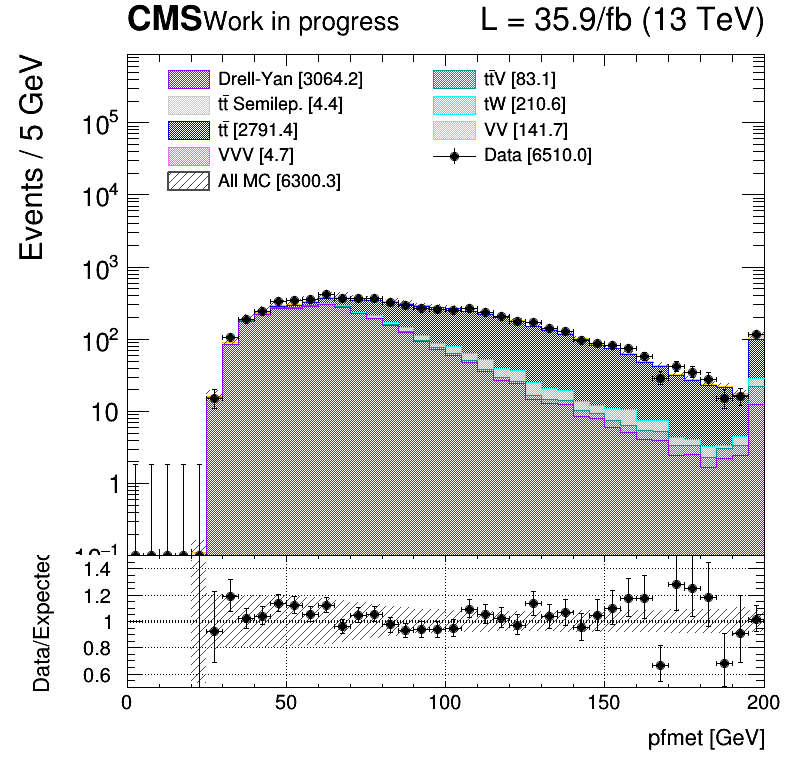 CMS Work in progress L = 35.9/fb (13 TeV)
Events / 5 GeV
Drell-Yan [3064.2]
tt̄ Semilep. [4.4]
tt̄ [2791.4]
VVV [4.7]
All MC [6300.3]
tt̄V [83.1]
tW [210.6]
VV [141.7]
Data [6510.0]
10⁵
10⁴
10³
10²
10
1
10⁻¹
Data/Expected
1.4
1.2
1
0.8
0.6
0 50 100 150 200
pfmet [GeV]